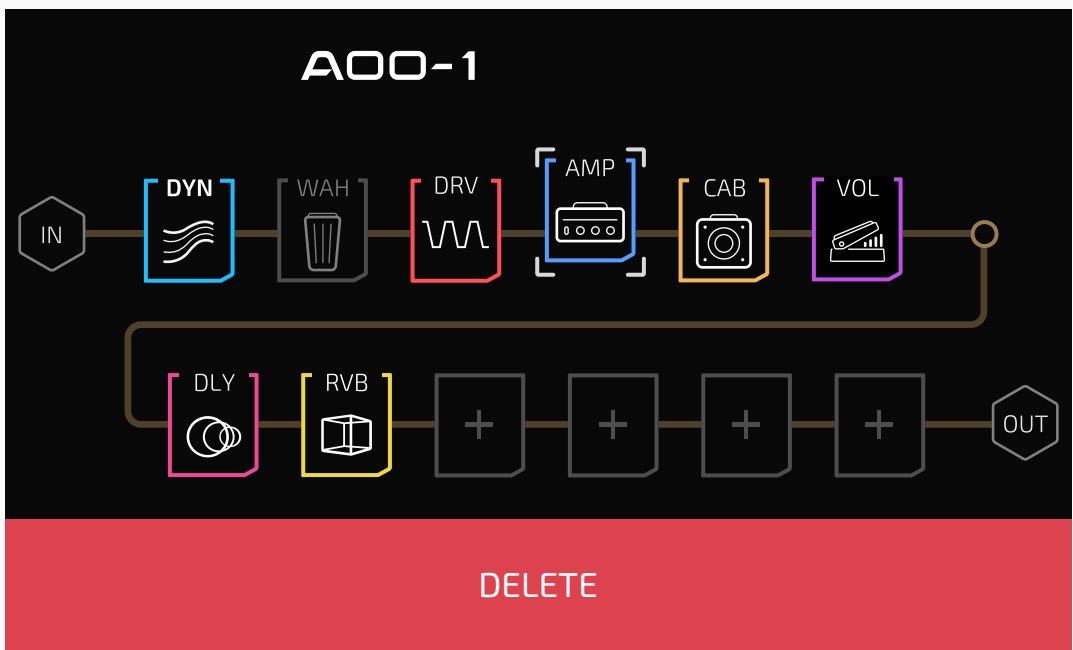 A00-1
IN
DYN
WAH
DRV
AMP
CAB
VOL
DLY
RVB
OUT
DELETE